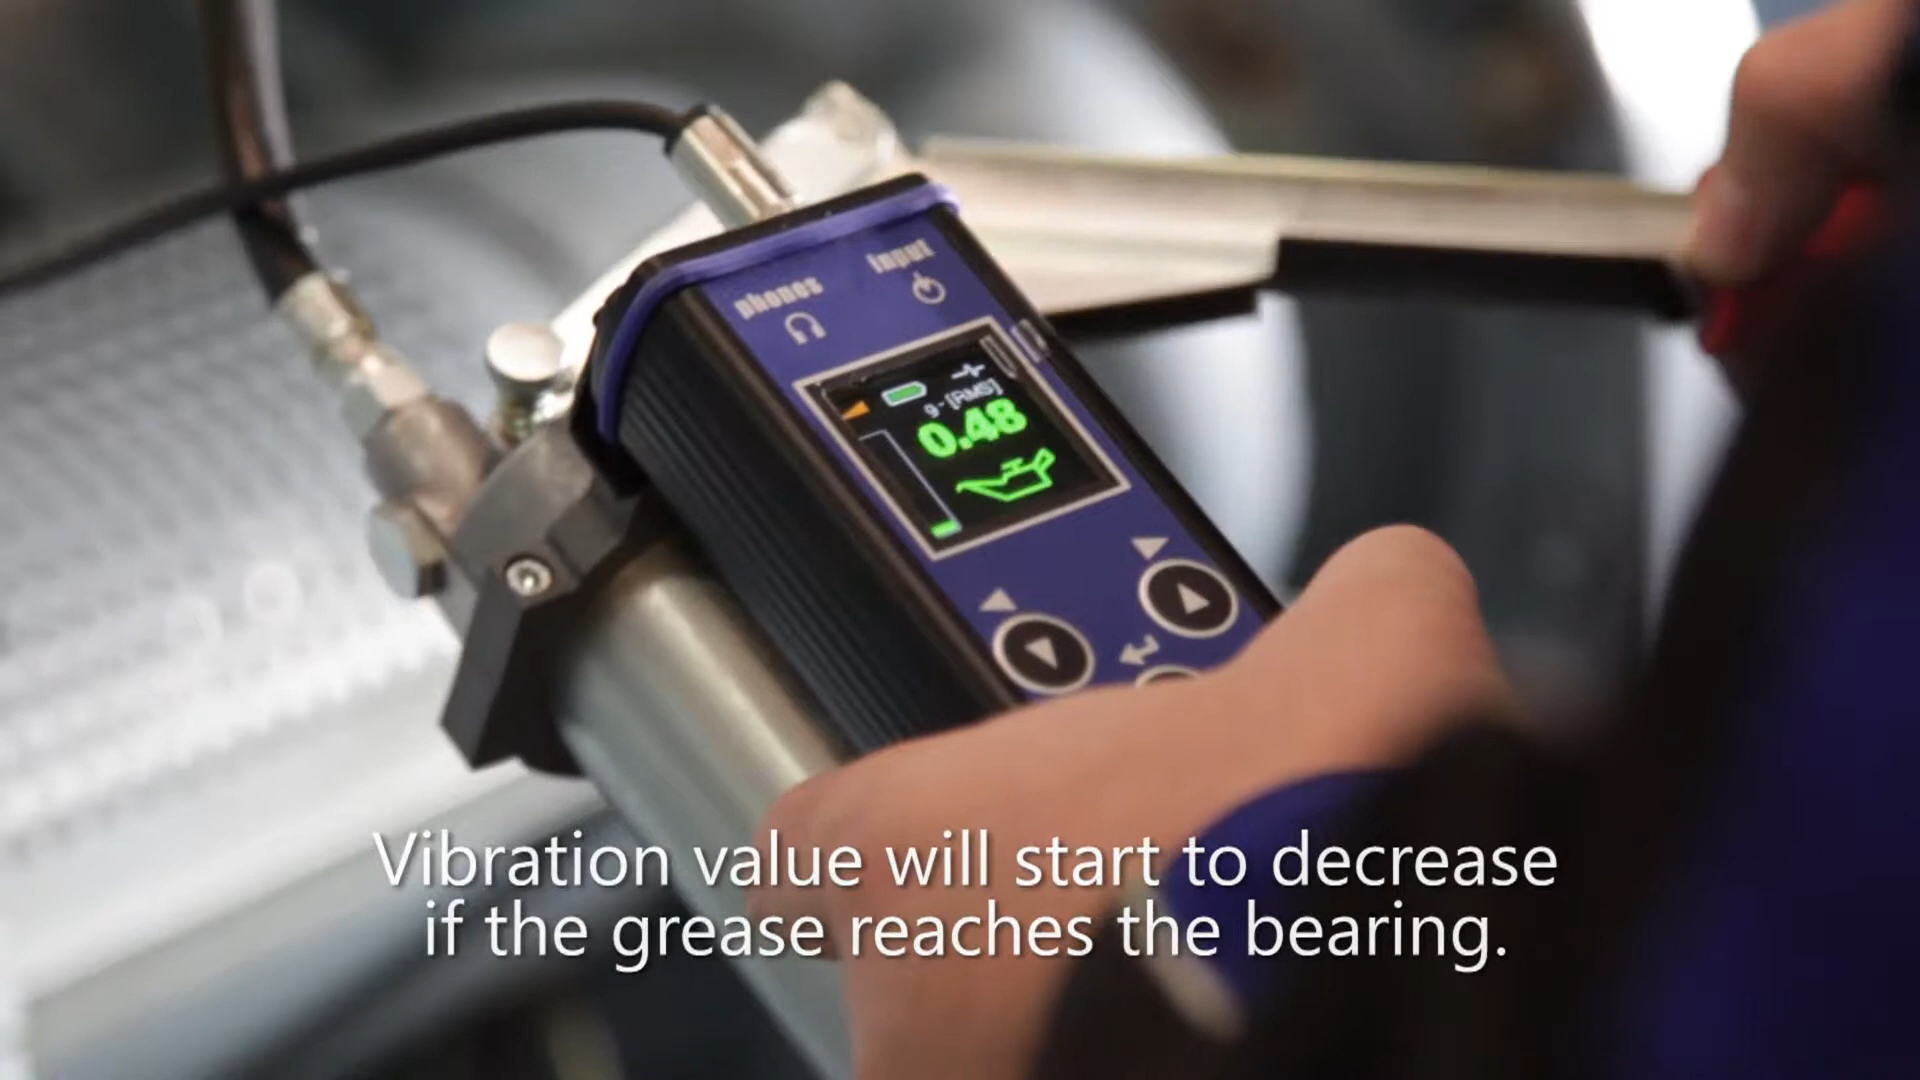 phones
input
g-[RMS]
0.48
Vibration value will start to decrease
if the grease reaches the bearing.